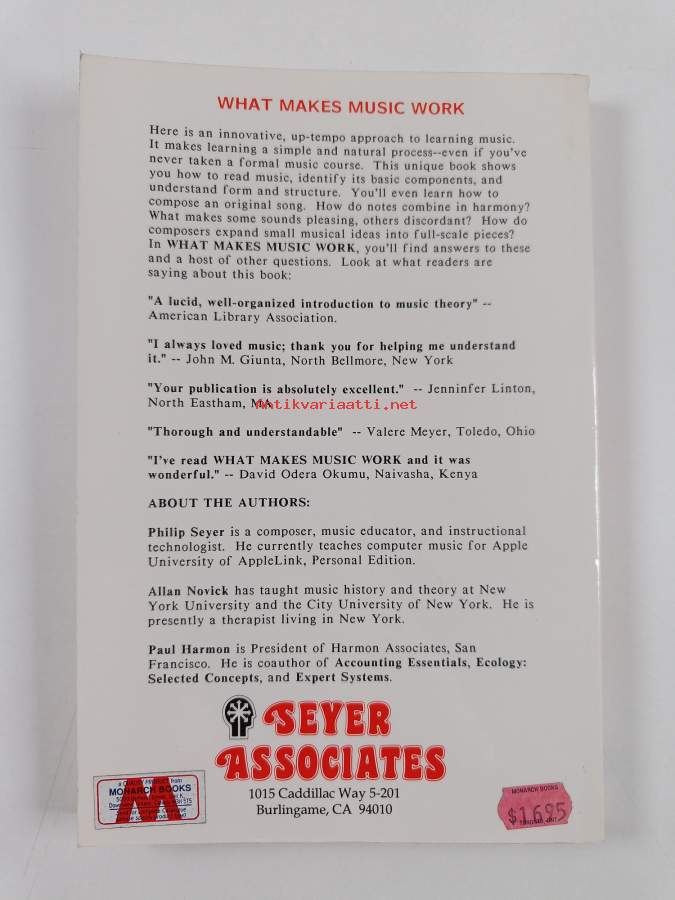 WHAT MAKES MUSIC WORK
Here is an innovative, up-tempo approach to learning music.
It makes learning a simple and natural process--even if you've
never taken a formal music course. This unique book shows
you how to read music, identify its basic components, and
understand form and structure. You'll even learn how to
compose an original song. How do notes combine in harmony?
What makes some sounds pleasing, others discordant? How do
composers expand small musical ideas into full-scale pieces?
In WHAT MAKES MUSIC WORK, you'll find answers to these
and a host of other questions. Look at what readers are
saying about this book:
"A lucid, well-organized introduction to music theory" --
American Library Association.
"I always loved music; thank you for helping me understand
it." -- John M. Giunta, North Bellmore, New York
"Your publication is absolutely excellent." -- Jenninfer Linton,
North Eastham, MA
Antikvariaatti.net
"Thorough and understandable" -- Valere Meyer, Toledo, Ohio
"I've read WHAT MAKES MUSIC WORK and it was
wonderful." -- David Odera Okumu, Naivasha, Kenya
ABOUT THE AUTHORS:
Philip Seyer is a composer, music educator, and instructional
technologist. He currently teaches computer music for Apple
University of AppleLink, Personal Edition.
Allan Novick has taught music history and theory at New
York University and the City University of New York. He is
presently a therapist living in New York.
Paul Harmon is President of Harmon Associates, San
Francisco. He is coauthor of Accounting Essentials, Ecology:
Selected Concepts, and Expert Systems.
SEYER
ASSOCIATES
1015 Caddillac Way 5-201
Burlingame, CA 94010
a QUALITY PRODUCT from
MONARCH BOOKS
MONARCH BOOKS
$16.95